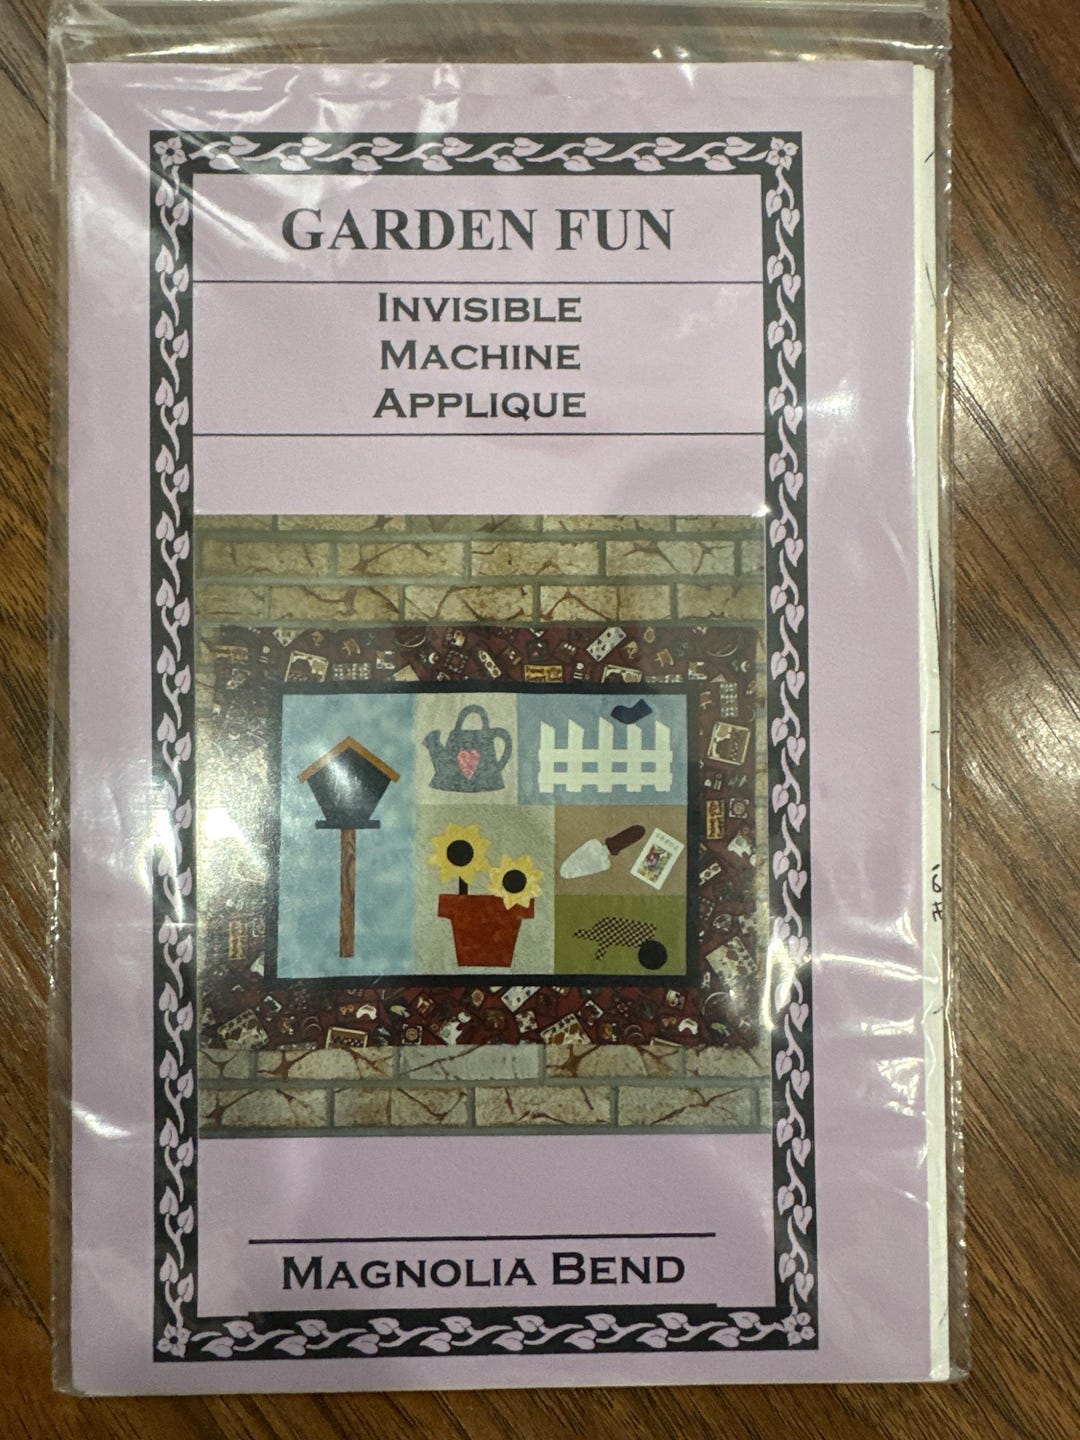 GARDEN FUN
INVISIBLE
MACHINE
APPLIQUE
MAGNOLIA BEND